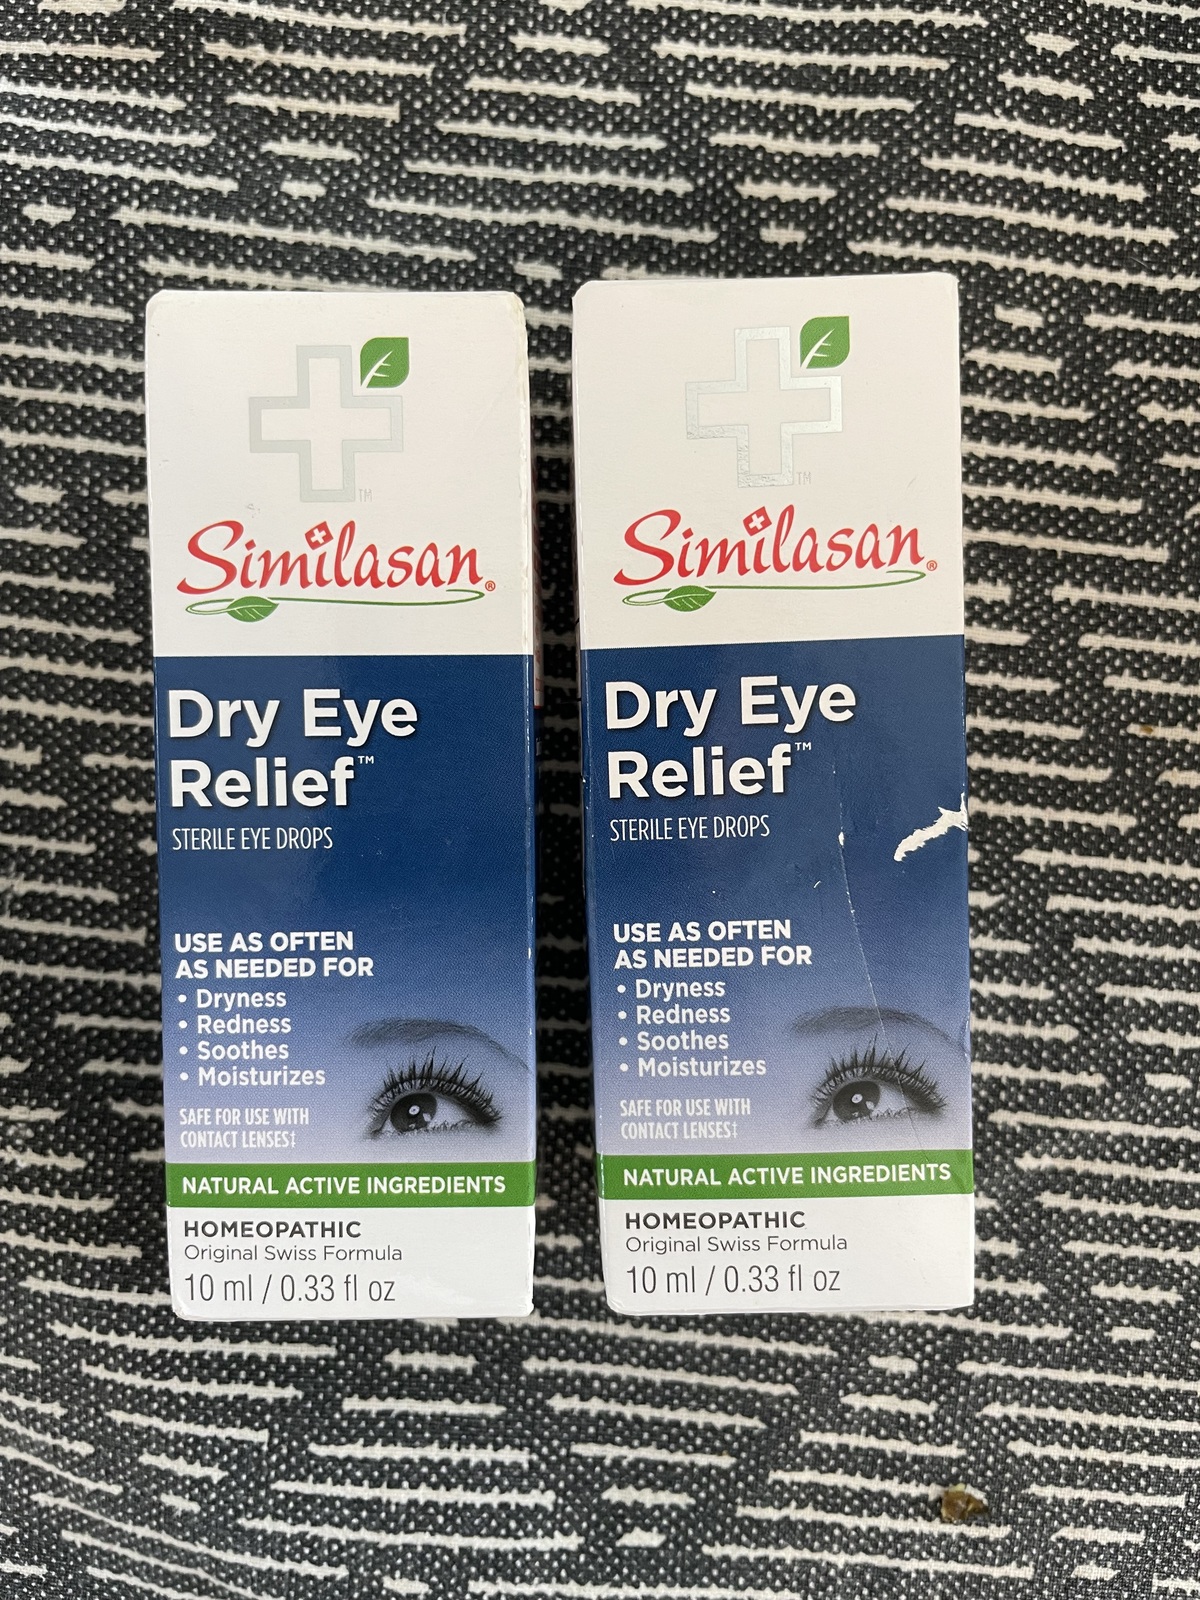 Similasan®
Dry Eye
Relief™
STERILE EYE DROPS
USE AS OFTEN
AS NEEDED FOR
• Dryness
• Redness
• Soothes
• Moisturizes
SAFE FOR USE WITH
CONTACT LENSES‡
NATURAL ACTIVE INGREDIENTS
HOMEOPATHIC
Original Swiss Formula
10 ml / 0.33 fl oz
TM
Similasan®
Dry Eye
Relief™
STERILE EYE DROPS
USE AS OFTEN
AS NEEDED FOR
• Dryness
• Redness
• Soothes
• Moisturizes
SAFE FOR USE WITH
CONTACT LENSES‡
NATURAL ACTIVE INGREDIENTS
HOMEOPATHIC
Original Swiss Formula
10 ml / 0.33 fl oz
TM